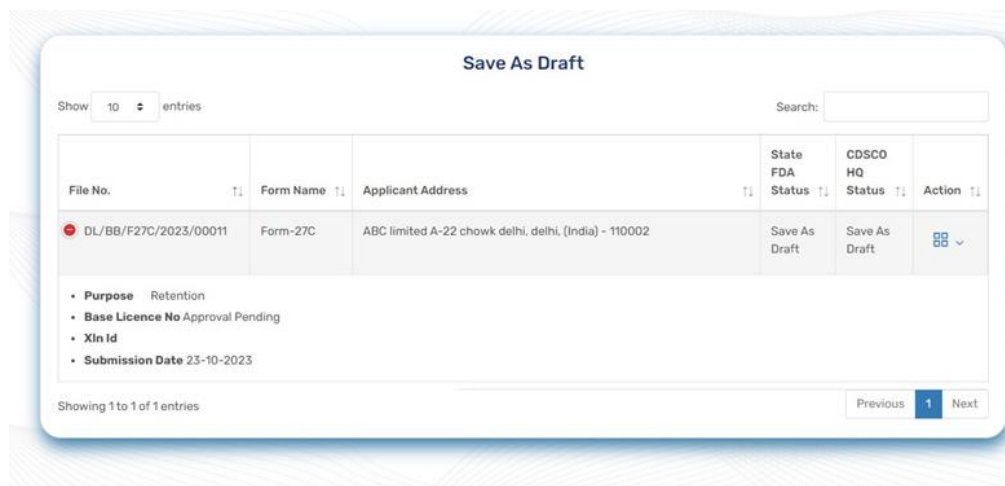 Save As Draft
Show 10 entries
Search:
File No.
Form Name
Applicant Address
State FDA Status
CDSCO HQ Status
Action
DL/BB/F27C/2023/00011
Form-27C
ABC limited A-22 chowk delhi, delhi, (India) - 110002
Save As Draft
Save As Draft
Purpose Retention
Base Licence No Approval Pending
Xln Id
Submission Date 23-10-2023
Showing 1 to 1 of 1 entries
Previous 1 Next